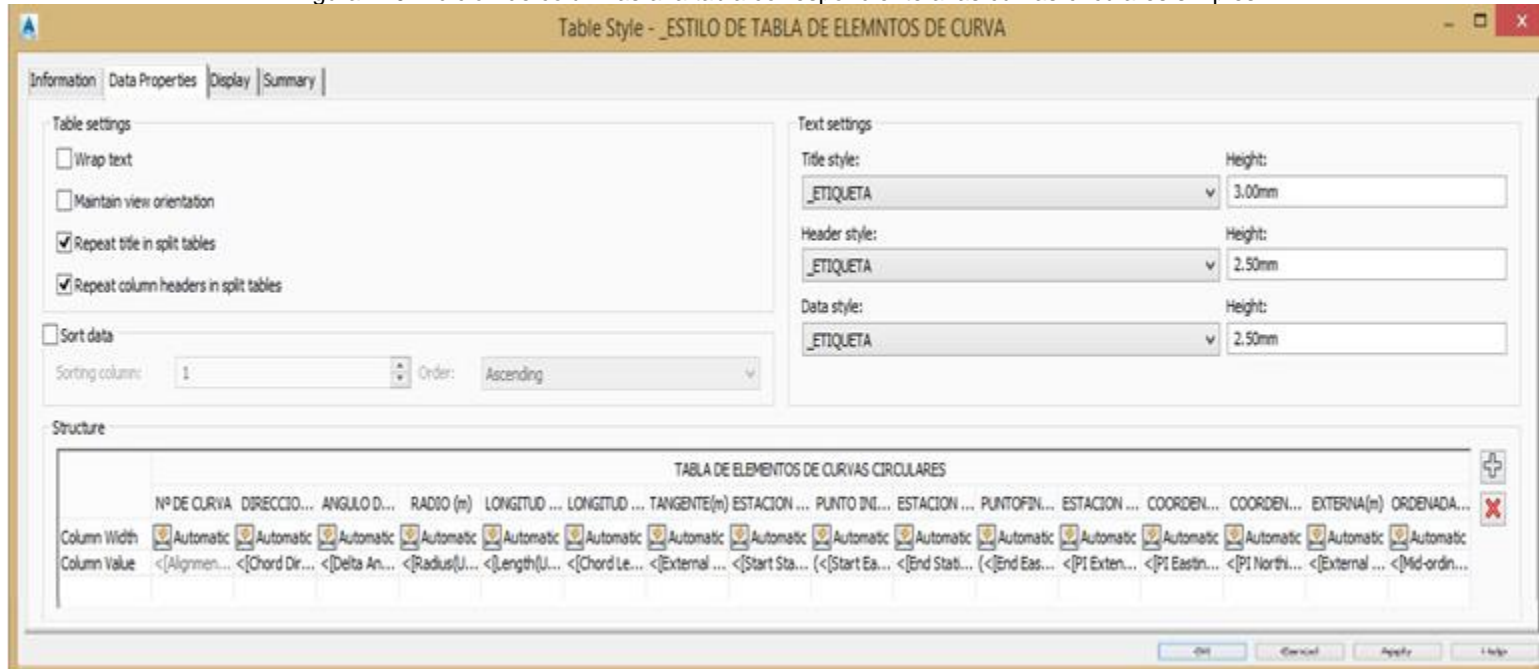 Table Style - _ESTILO DE TABLA DE ELEMNTOS DE CURVA
Information Data Properties Display Summary
Table settings
Wrap text
Maintain view orientation
Repeat title in split tables
Repeat column headers in split tables
Sort data
Sorting column: 1 Order: Ascending
Text settings
Title style: Height:
_ETIQUETA 3.00mm
Header style: Height:
_ETIQUETA 2.50mm
Data style: Height:
_ETIQUETA 2.50mm
Structure
TABLA DE ELEMENTOS DE CURVAS CIRCULARES
Nº DE CURVA DIRECCIO... ANGULO D... RADIO (m) LONGITUD ... LONGITUD ... TANGENTE(m) ESTACION ... PUNTO INI... ESTACION ... PUNTOFIN... ESTACION ... COORDEN... COORDEN... EXTERNA(m) ORDENADA...
Column Width Automatic Automatic Automatic Automatic Automatic Automatic Automatic Automatic Automatic Automatic Automatic Automatic Automatic Automatic Automatic Automatic
Column Value <[Alignmen... <[Chord Dir... <[Delta An... <[Radius(U... <[Length(U... <[Chord Le... <[External ... <[Start Sta... (<[Start Ea... <[End Stati... (<[End Eas... <[PI Exten... <[PI Eastin... <[PI Northi... <[External ... <[Mid-ordin...
OK Cancel Apply Help